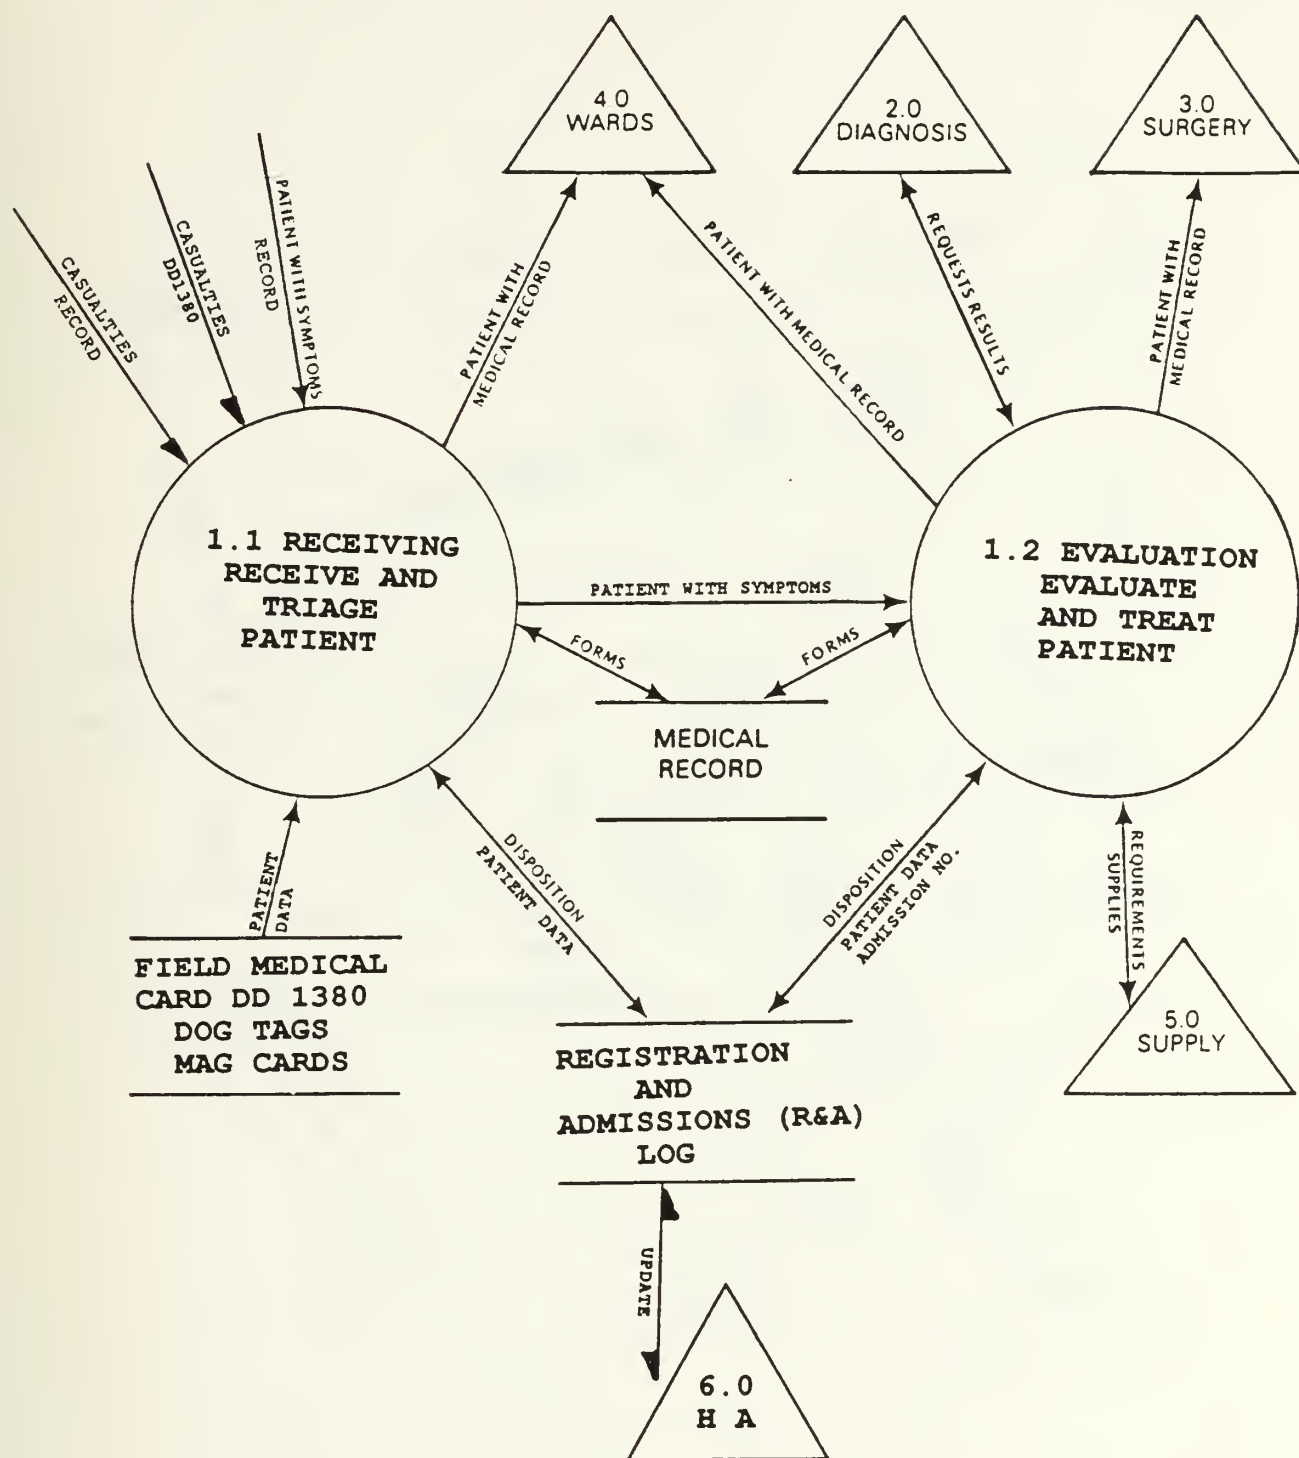 4.0
WARDS
2.0
DIAGNOSIS
3.0
SURGERY
CASUALTIES
RECORD
CASUALTIES
DD1380
PATIENT WITH SYMPTOMS
RECORD
PATIENT WITH
MEDICAL RECORD
PATIENT WITH MEDICAL RECORD
REQUESTS RESULTS
PATIENT WITH
MEDICAL RECORD
1.1 RECEIVING
RECEIVE AND
TRIAGE
PATIENT
1.2 EVALUATION
EVALUATE
AND TREAT
PATIENT
PATIENT WITH SYMPTOMS
FORMS
FORMS
MEDICAL
RECORD
PATIENT
DATA
DISPOSITION
PATIENT DATA
DISPOSITION
PATIENT DATA
ADMISSION NO.
REQUIREMENTS
SUPPLIES
FIELD MEDICAL
CARD DD 1380
DOG TAGS
MAG CARDS
REGISTRATION
AND
ADMISSIONS (R&A)
LOG
5.0
SUPPLY
UPDATE
6.0
H A